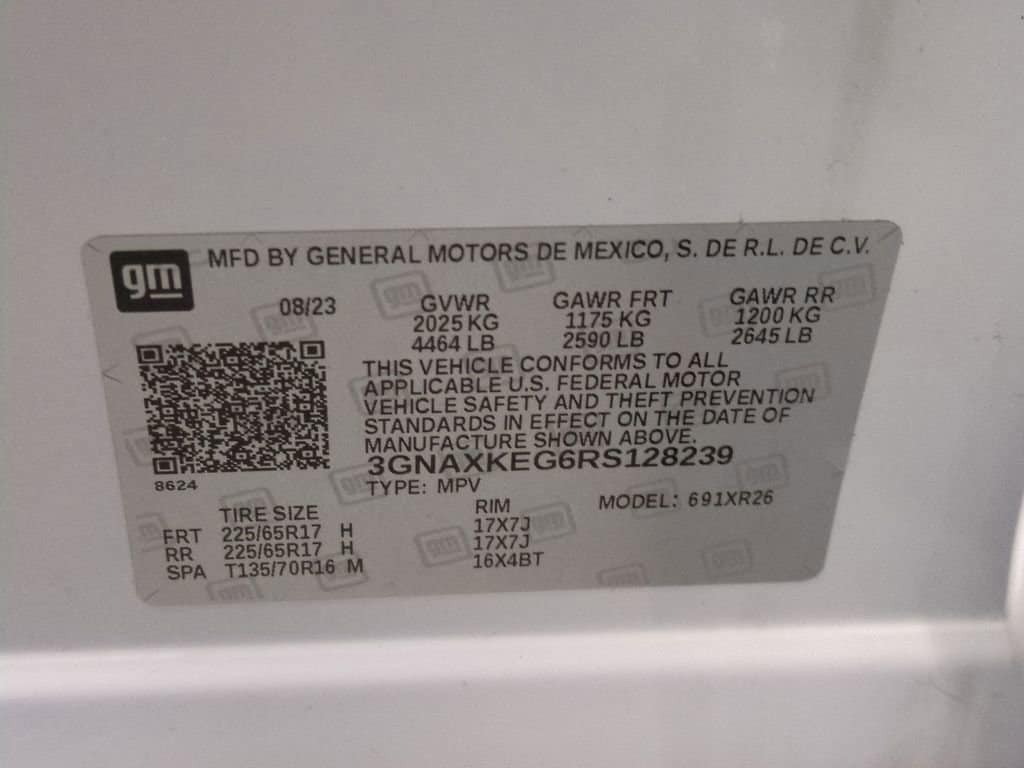 gm MFD BY GENERAL MOTORS DE MEXICO, S. DE R.L. DE C.V.
08/23 GVWR GAWR FRT GAWR RR
2025 KG 1175 KG 1200 KG
4464 LB 2590 LB 2645 LB
THIS VEHICLE CONFORMS TO ALL
APPLICABLE U.S. FEDERAL MOTOR
VEHICLE SAFETY AND THEFT PREVENTION
STANDARDS IN EFFECT ON THE DATE OF
MANUFACTURE SHOWN ABOVE.
3GNAXKEG6RS128239
8624
TYPE: MPV MODEL: 691XR26
TIRE SIZE RIM
FRT 225/65R17 H 17X7J
RR 225/65R17 H 17X7J
SPA T135/70R16 M 16X4BT